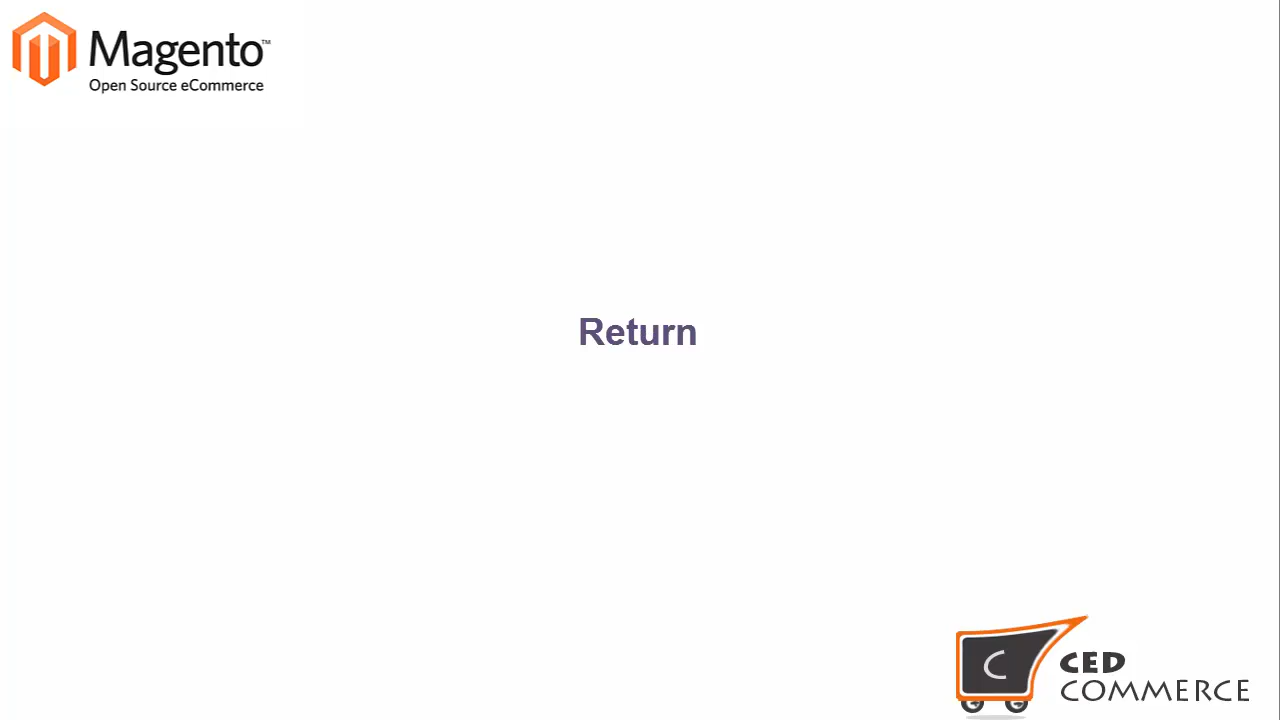 Magento™
Open Source eCommerce
Return
C
CED
COMMERCE